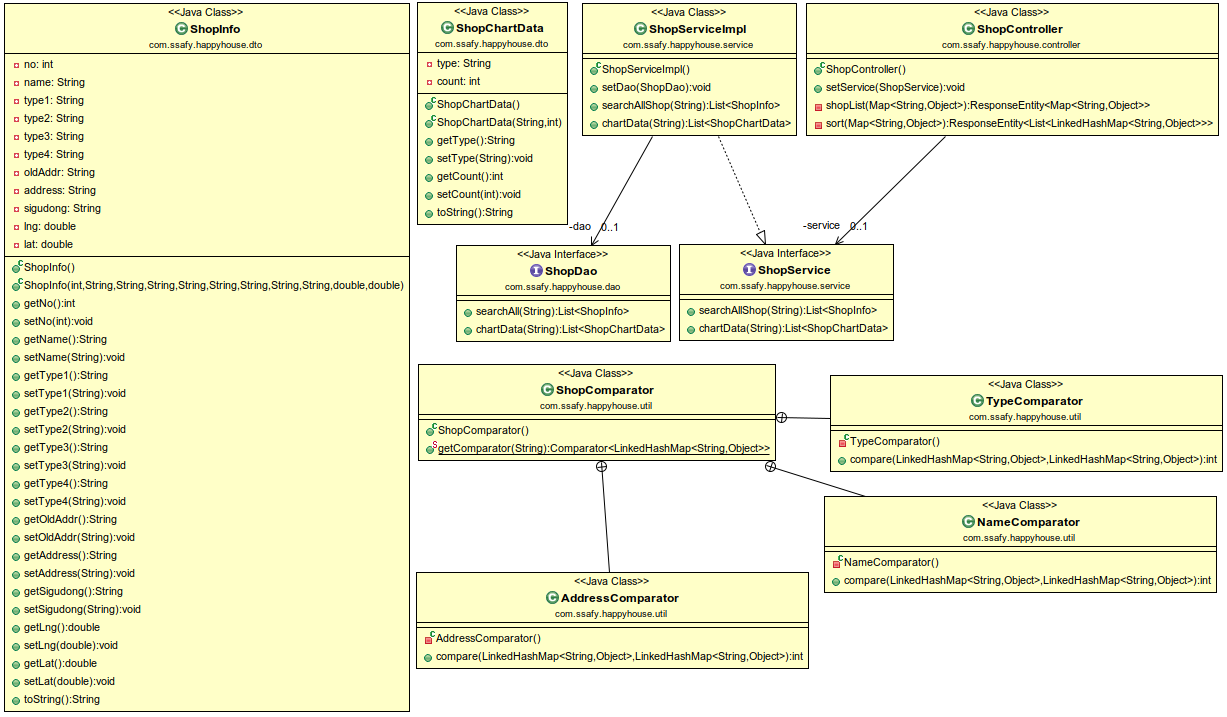 <<Java Class>>
ShopInfo
com.ssafy.happyhouse.dto
no: int
name: String
type1: String
type2: String
type3: String
type4: String
oldAddr: String
address: String
sigudong: String
lng: double
lat: double
ShopInfo()
ShopInfo(int,String,String,String,String,String,String,String,String,double,double)
getNo():int
setNo(int):void
getName():String
setName(String):void
getType1():String
setType1(String):void
getType2():String
setType2(String):void
getType3():String
setType3(String):void
getType4():String
setType4(String):void
getOldAddr():String
setOldAddr(String):void
getAddress():String
setAddress(String):void
getSigudong():String
setSigudong(String):void
getLng():double
setLng(double):void
getLat():double
setLat(double):void
toString():String
<<Java Class>>
ShopChartData
com.ssafy.happyhouse.dto
type: String
count: int
ShopChartData()
ShopChartData(String,int)
getType():String
setType(String):void
getCount():int
setCount(int):void
toString():String
<<Java Class>>
ShopServiceImpl
com.ssafy.happyhouse.service
ShopServiceImpl()
setDao(ShopDao):void
searchAllShop(String):List<ShopInfo>
chartData(String):List<ShopChartData>
<<Java Class>>
ShopController
com.ssafy.happyhouse.controller
ShopController()
setService(ShopService):void
shopList(Map<String,Object>):ResponseEntity<Map<String,Object>>
sort(Map<String,Object>):ResponseEntity<List<LinkedHashMap<String,Object>>>
-dao 0..1
-service 0..1
<<Java Interface>>
ShopDao
com.ssafy.happyhouse.dao
searchAll(String):List<ShopInfo>
chartData(String):List<ShopChartData>
<<Java Interface>>
ShopService
com.ssafy.happyhouse.service
searchAllShop(String):List<ShopInfo>
chartData(String):List<ShopChartData>
<<Java Class>>
ShopComparator
com.ssafy.happyhouse.util
ShopComparator()
getComparator(String):Comparator<LinkedHashMap<String,Object>>
<<Java Class>>
TypeComparator
com.ssafy.happyhouse.util
TypeComparator()
compare(LinkedHashMap<String,Object>,LinkedHashMap<String,Object>):int
<<Java Class>>
NameComparator
com.ssafy.happyhouse.util
NameComparator()
compare(LinkedHashMap<String,Object>,LinkedHashMap<String,Object>):int
<<Java Class>>
AddressComparator
com.ssafy.happyhouse.util
AddressComparator()
compare(LinkedHashMap<String,Object>,LinkedHashMap<String,Object>):int